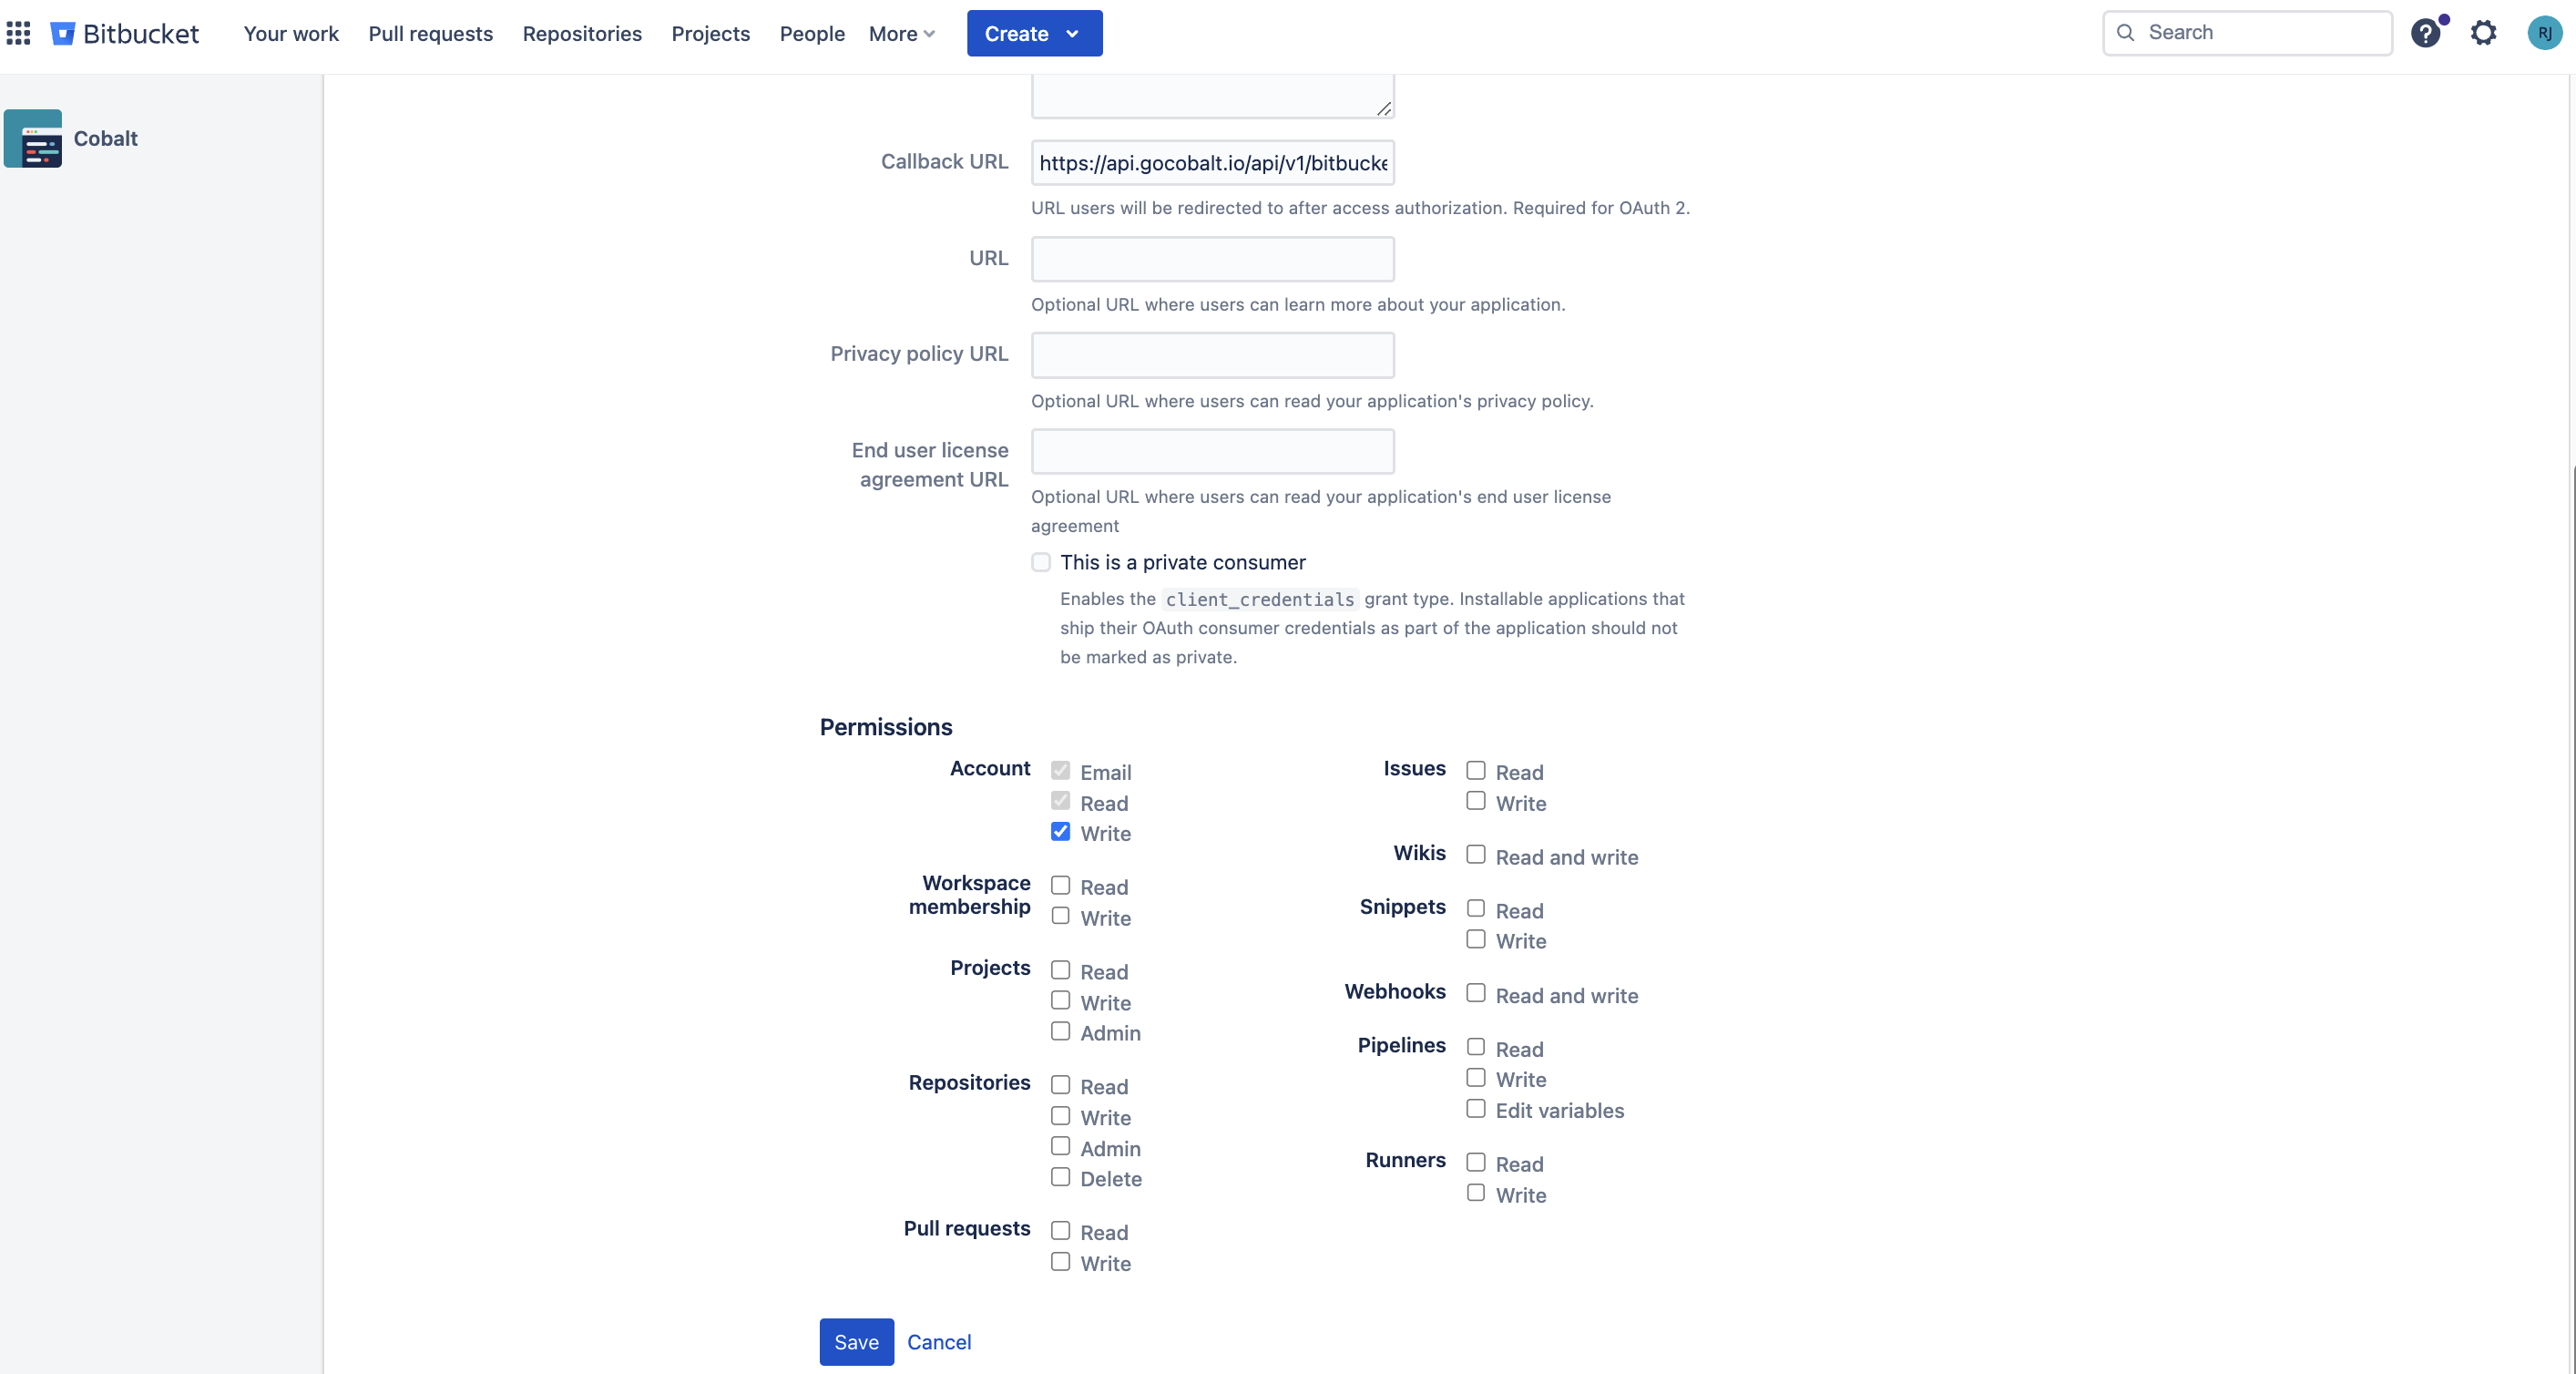 Bitbucket
Your work
Pull requests
Repositories
Projects
People
More
Create
Search
RJ
Cobalt
Callback URL
https://api.gocobalt.io/api/v1/bitbucke
URL users will be redirected to after access authorization. Required for OAuth 2.
URL
Optional URL where users can learn more about your application.
Privacy policy URL
Optional URL where users can read your application's privacy policy.
End user license
agreement URL
Optional URL where users can read your application's end user license
agreement
This is a private consumer
Enables the client_credentials grant type. Installable applications that
ship their OAuth consumer credentials as part of the application should not
be marked as private.
Permissions
Account
Email
Read
Write
Workspace
membership
Read
Write
Projects
Read
Write
Admin
Repositories
Read
Write
Admin
Delete
Pull requests
Read
Write
Issues
Read
Write
Wikis
Read and write
Snippets
Read
Write
Webhooks
Read and write
Pipelines
Read
Write
Edit variables
Runners
Read
Write
Save
Cancel